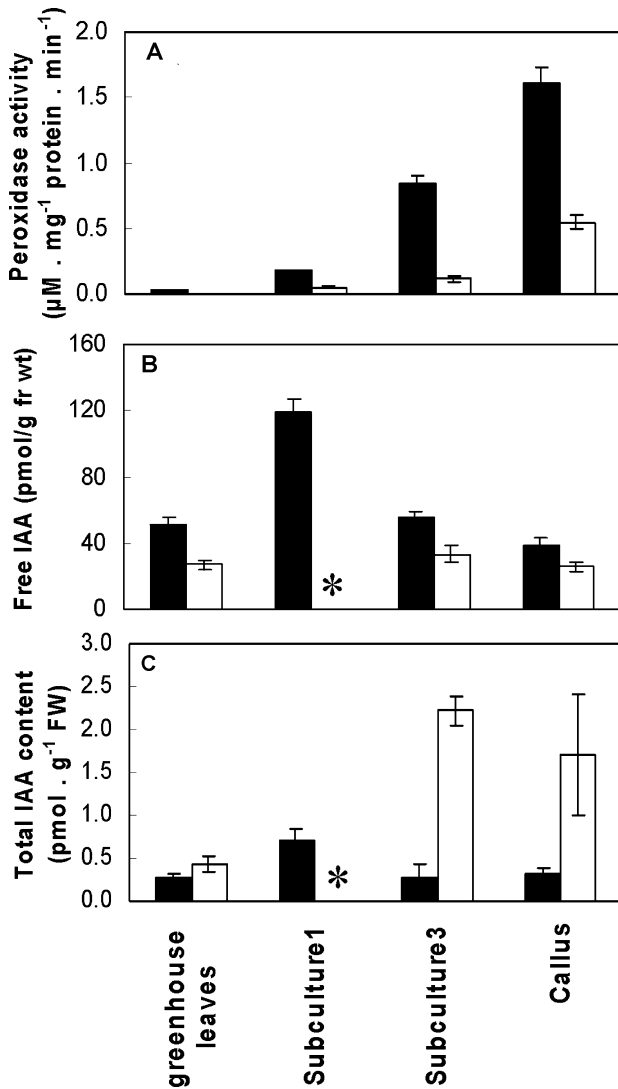 Peroxidase activity
(µM . mg⁻¹ protein . min⁻¹)
A
2.0
1.5
1.0
0.5
0.0
Free IAA (pmol/g fr wt)
B
160
120
80
40
0
*
Total IAA content
(pmol . g⁻¹ FW)
C
3.0
2.5
2.0
1.5
1.0
0.5
0.0
*
greenhouse
leaves
Subculture1
Subculture3
Callus